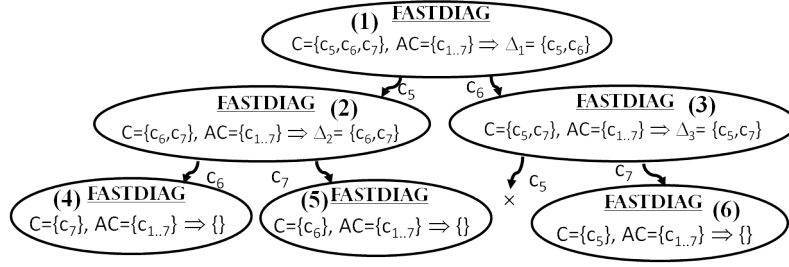 (1) FASTDIAG
C={c₅,c₆,c₇}, AC={c₁..₇} ⇒ Δ₁= {c₅,c₆}
c₅ c₆
FASTDIAG (2)
C={c₆,c₇}, AC={c₁..₇} ⇒ Δ₂= {c₆,c₇}
FASTDIAG (3)
C={c₅,c₇}, AC={c₁..₇} ⇒ Δ₃= {c₅,c₇}
c₆ c₇ c₅ c₇
×
(4) FASTDIAG
C={c₇}, AC={c₁..₇} ⇒ {}
(5) FASTDIAG
C={c₆}, AC={c₁..₇} ⇒ {}
FASTDIAG (6)
C={c₅}, AC={c₁..₇} ⇒ {}